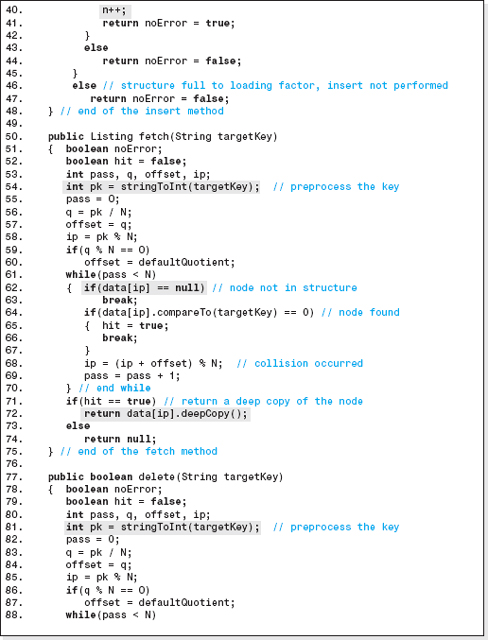 40. n++;
41. return noError = true;
42. }
43. else
44. return noError = false;
45. }
46. else // structure full to loading factor, insert not performed
47. return noError = false;
48. } // end of the insert method
49.
50. public Listing fetch(String targetKey)
51. { boolean noError;
52. boolean hit = false;
53. int pass, q, offset, ip;
54. int pk = stringToInt(targetKey); // preprocess the key
55. pass = 0;
56. q = pk / N;
57. offset = q;
58. ip = pk % N;
59. if(q % N == 0)
60. offset = defaultQuotient;
61. while(pass < N)
62. { if(data[ip] == null) // node not in structure
63. break;
64. if(data[ip].compareTo(targetKey) == 0) // node found
65. { hit = true;
66. break;
67. }
68. ip = (ip + offset) % N; // collision occurred
69. pass = pass + 1;
70. } // end while
71. if(hit == true) // return a deep copy of the node
72. return data[ip].deepCopy();
73. else
74. return null;
75. } // end of the fetch method
76.
77. public boolean delete(String targetKey)
78. { boolean noError;
79. boolean hit = false;
80. int pass, q, offset, ip;
81. int pk = stringToInt(targetKey); // preprocess the key
82. pass = 0;
83. q = pk / N;
84. offset = q;
85. ip = pk % N;
86. if(q % N == 0)
87. offset = defaultQuotient;
88. while(pass < N)